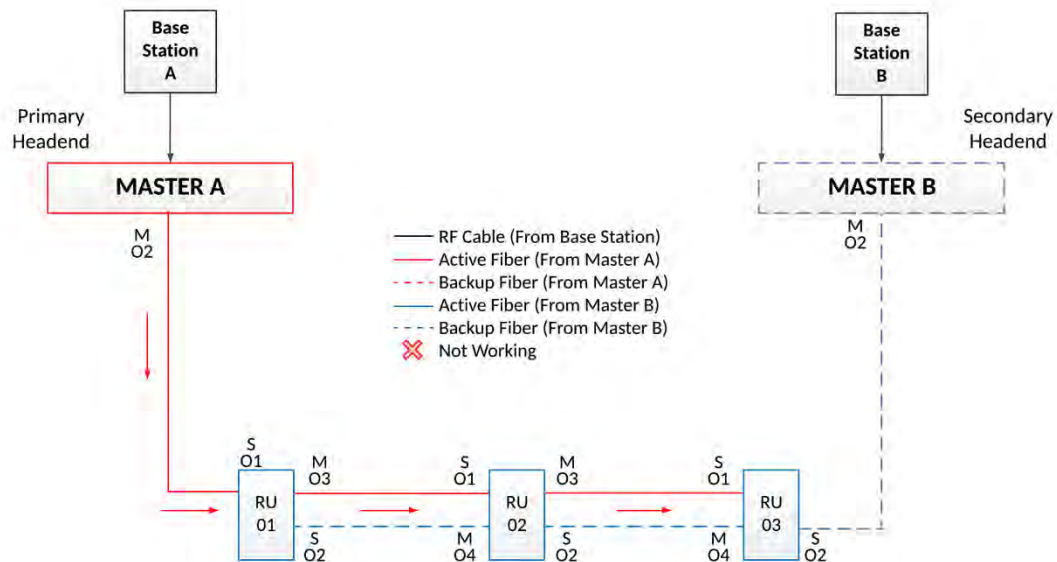 Base
Station
A
Base
Station
B
Primary
Headend
Secondary
Headend
MASTER A
MASTER B
M
O2
M
O2
RF Cable (From Base Station)
Active Fiber (From Master A)
Backup Fiber (From Master A)
Active Fiber (From Master B)
Backup Fiber (From Master B)
Not Working
S
O1
M
O3
S
O1
M
O3
S
O1
RU
01
RU
02
RU
03
S
O2
M
O4
S
O2
M
O4
S
O2